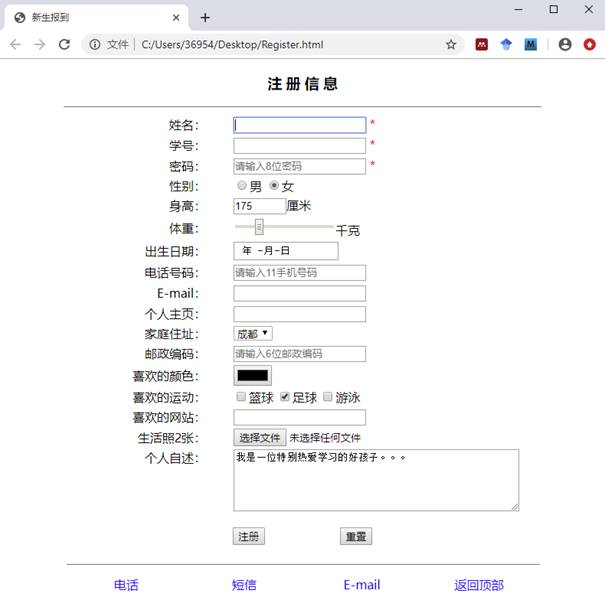 新生报到
文件 C:/Users/36954/Desktop/Register.html
注册信息
姓名： *
学号：
密码： 请输入8位密码 *
性别： 男 女
身高： 175 厘米
体重： 千克
出生日期： 年 -月-日
电话号码： 请输入11手机号码
E-mail：
个人主页：
家庭住址： 成都
邮政编码： 请输入6位邮政编码
喜欢的颜色：
喜欢的运动： 篮球 足球 游泳
喜欢的网站：
生活照2张： 选择文件 未选择任何文件
个人自述： 我是一位特别热爱学习的好孩子。。。
注册 重置
电话 短信 E-mail 返回顶部